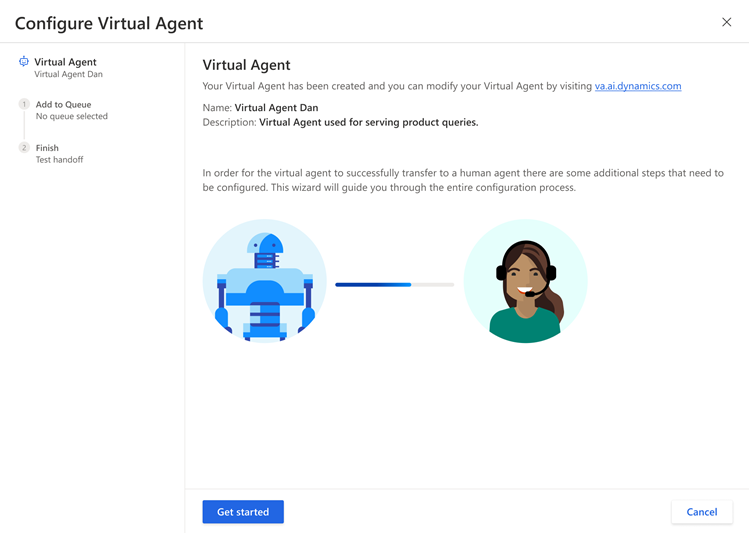 Configure Virtual Agent
Virtual Agent
Virtual Agent Dan
1 Add to Queue
No queue selected
2 Finish
Test handoff
Virtual Agent
Your Virtual Agent has been created and you can modify your Virtual Agent by visiting va.ai.dynamics.com
Name: Virtual Agent Dan
Description: Virtual Agent used for serving product queries.
In order for the virtual agent to successfully transfer to a human agent there are some additional steps that need to
be configured. This wizard will guide you through the entire configuration process.
Get started
Cancel